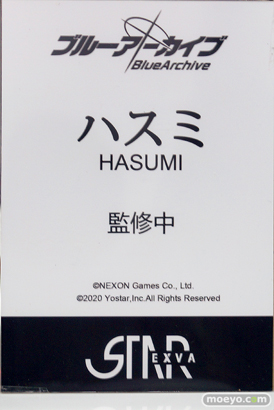 ブルーアーカイブ
BlueArchive
ハスミ
HASUMI
監修中
©NEXON Games Co., Ltd.
©2020 Yostar,Inc.All Rights Reserved
STAR
EXVA
moeyo.com